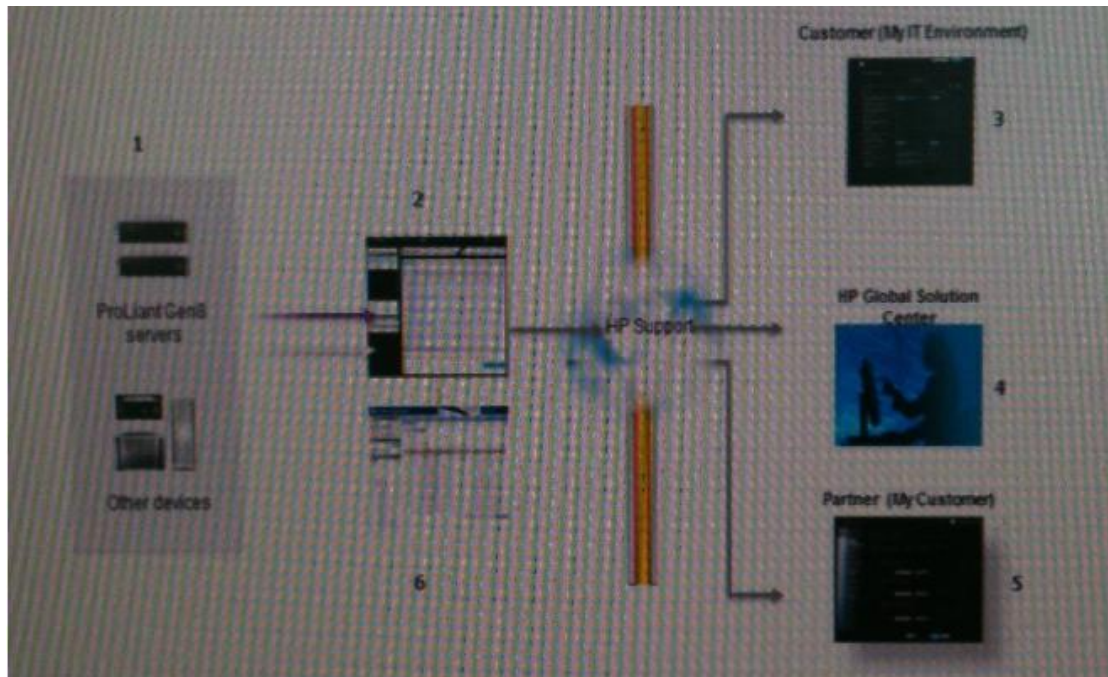 Customer (My IT Environment)
3
1
2
ProLiant Gen8
servers
HP Support
HP Global Solution
Center
4
Other devices
Partner (My Customer)
6
5